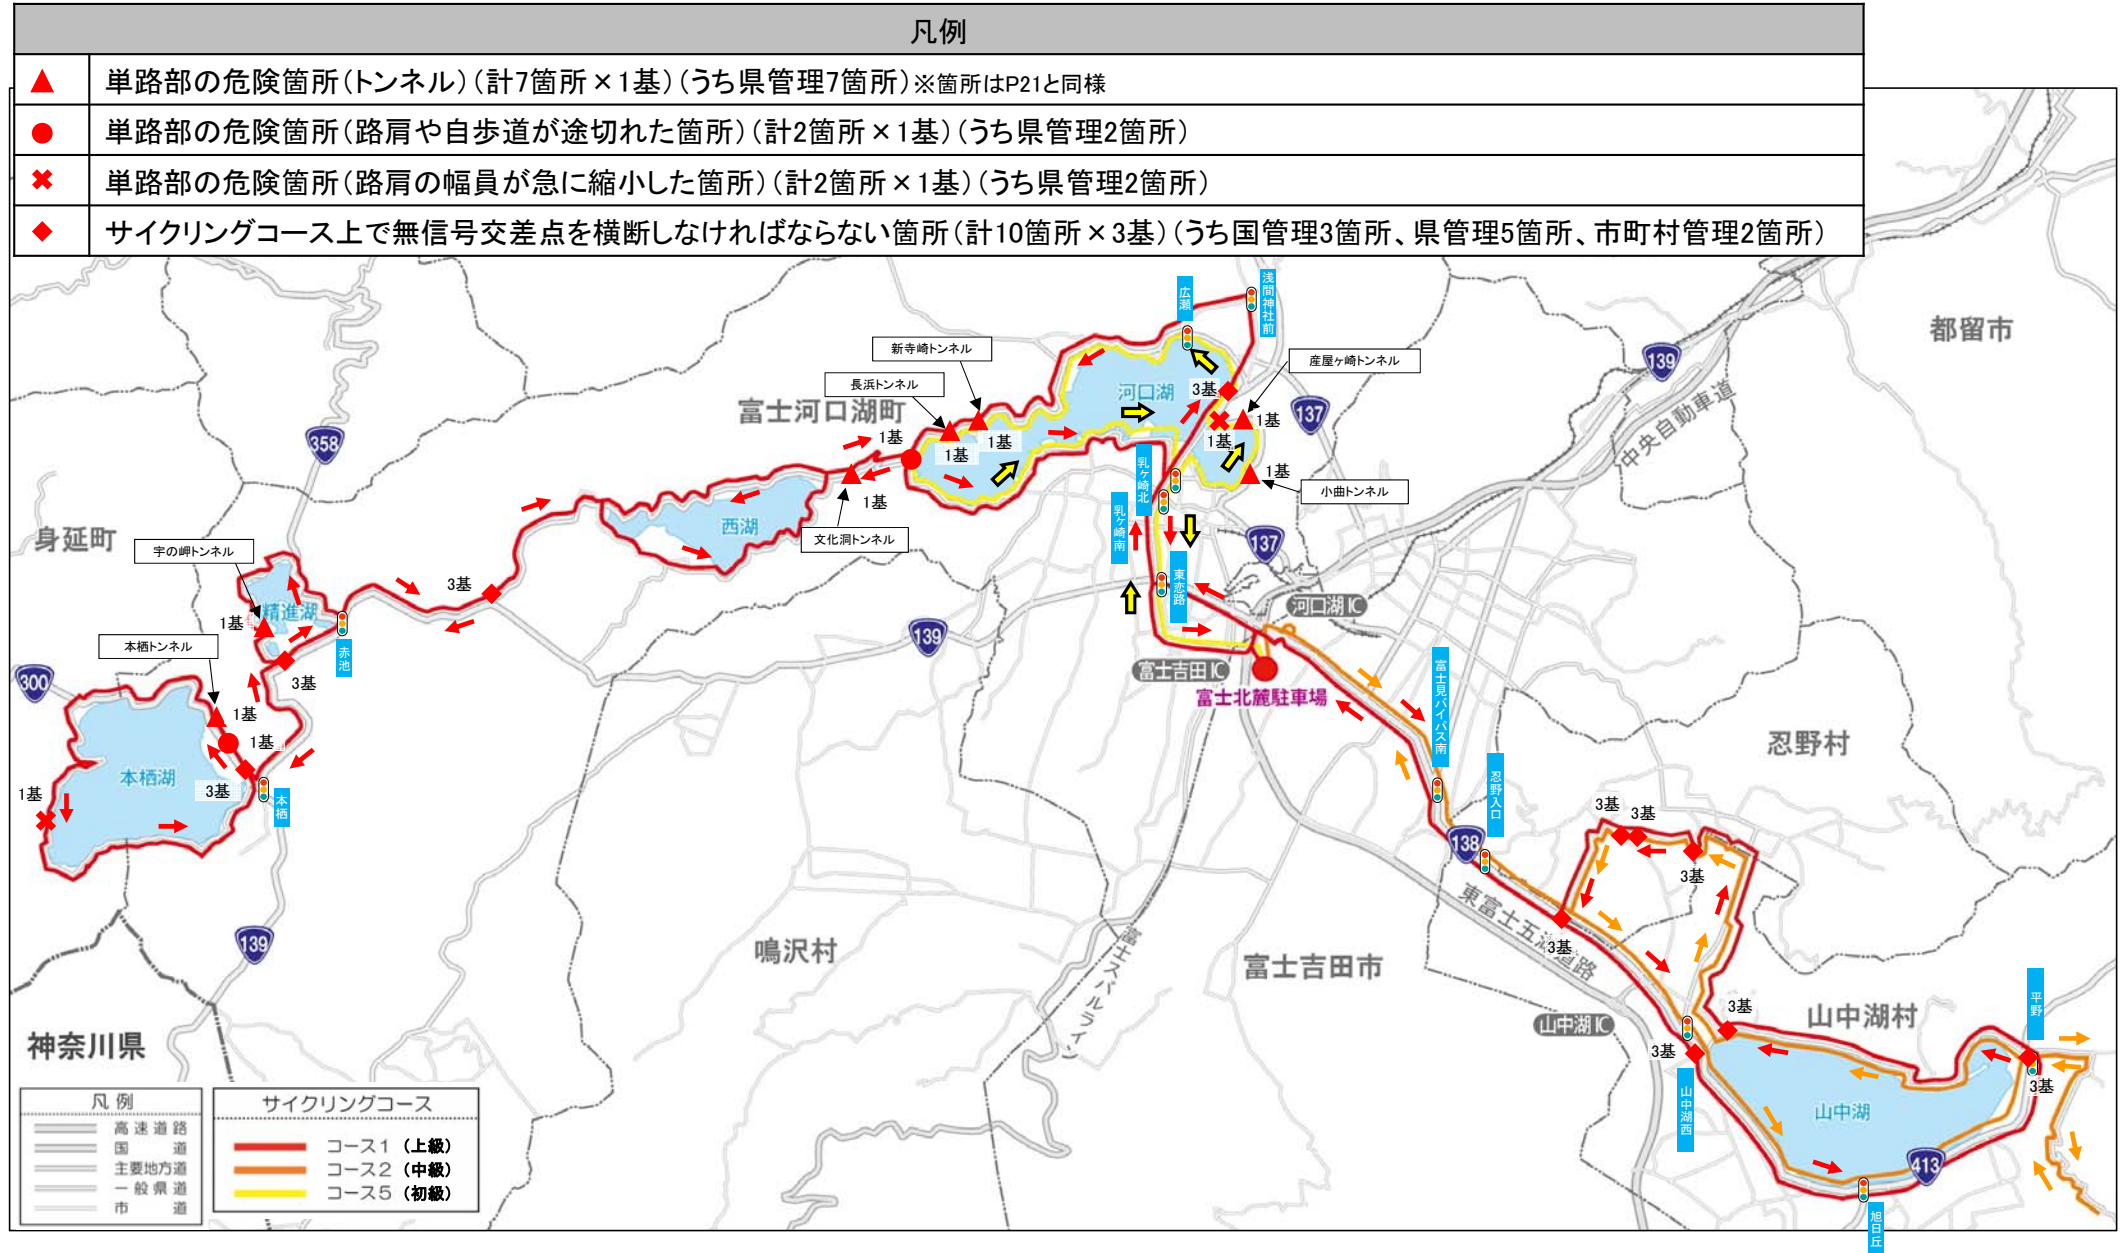 凡例
単路部の危険箇所(トンネル)(計7箇所×1基)(うち県管理7箇所)※箇所はP21と同様
単路部の危険箇所(路肩や自歩道が途切れた箇所)(計2箇所×1基)(うち県管理2箇所)
単路部の危険箇所(路肩の幅員が急に縮小した箇所)(計2箇所×1基)(うち県管理2箇所)
サイクリングコース上で無信号交差点を横断しなければならない箇所(計10箇所×3基)(うち国管理3箇所、県管理5箇所、市町村管理2箇所)
広瀬
浅間神社前
都留市
新寺崎トンネル
産屋ヶ崎トンネル
139
長浜トンネル
河口湖
3基
富士河口湖町
137
中央自動車道
358
1基
1基
1基
1基
1基
1基
乳ケ崎北
小曲トンネル
1基
西湖
乳ケ崎南
身延町
文化洞トンネル
宇の岬トンネル
137
東恋路
3基
河口湖IC
精進湖
1基
139
本栖トンネル
赤池
富士吉田IC
300
3基
富士見バイパス南
富士北麓駐車場
1基
1基
忍野村
本栖湖
忍野入口
3基
1基
本栖
3基
3基
138
3基
東富士五湖道路
139
3基
鳴沢村
富士スバルライン
富士吉田市
平野
3基
山中湖村
山中湖IC
神奈川県
3基
3基
山中湖西
山中湖
413
旭日丘
凡例
高速道路
国道
主要地方道
一般県道
市道
サイクリングコース
コース1(上級)
コース2(中級)
コース5(初級)